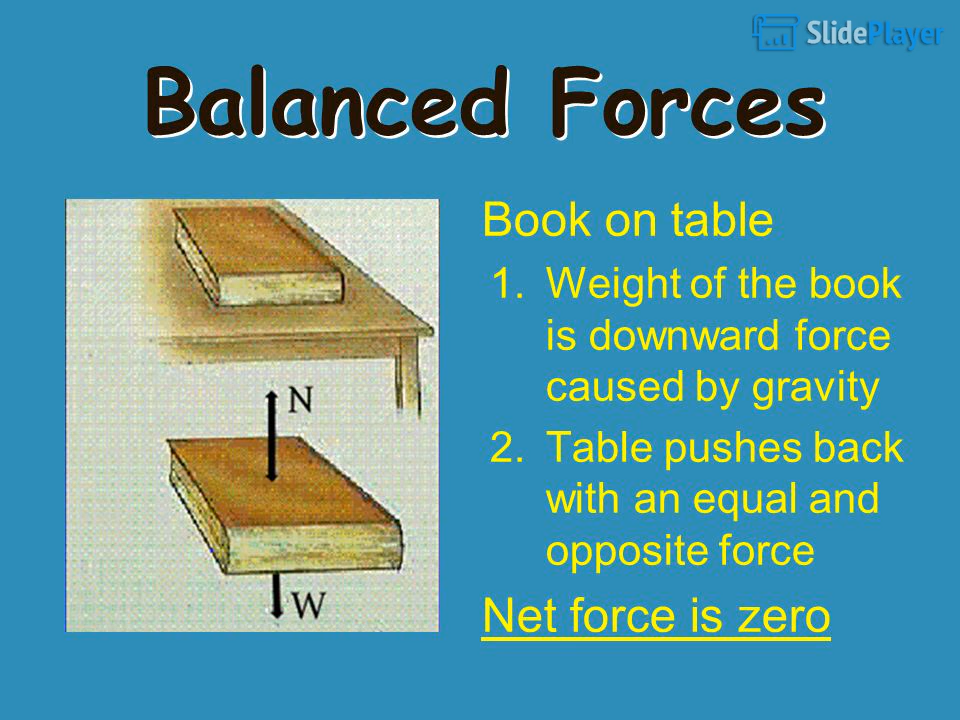 SlidePlayer
Balanced Forces
Book on table
1. Weight of the book
is downward force
caused by gravity
2. Table pushes back
with an equal and
opposite force
Net force is zero
N
W